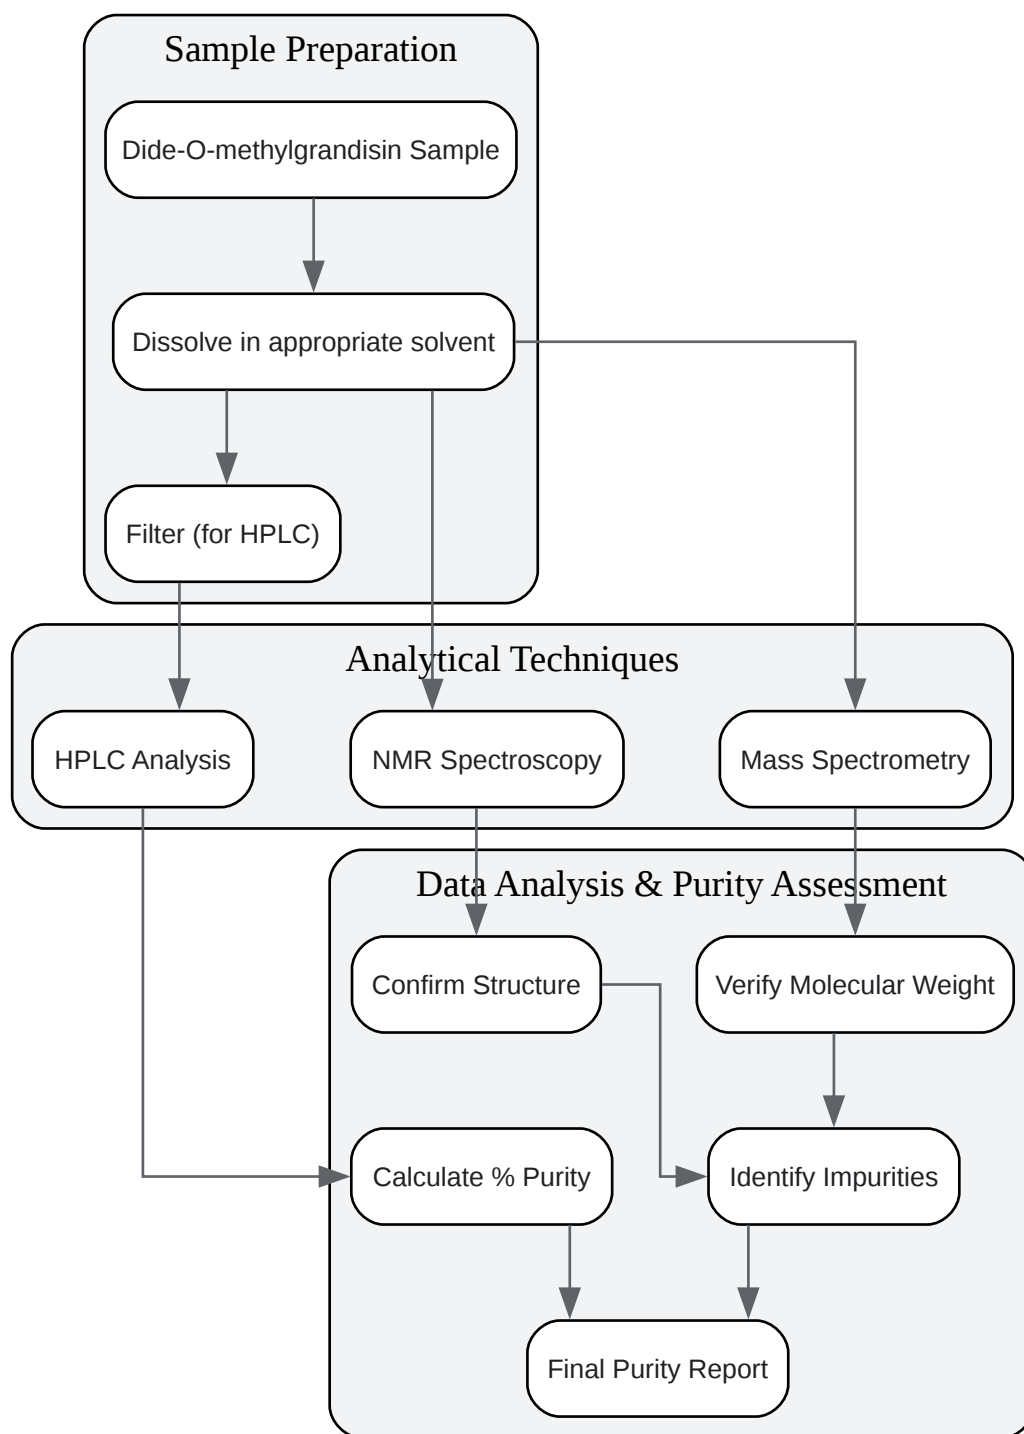 Sample Preparation
Dide-O-methylgrandisin Sample
Dissolve in appropriate solvent
Filter (for HPLC)
Analytical Techniques
HPLC Analysis
NMR Spectroscopy
Mass Spectrometry
Data Analysis & Purity Assessment
Confirm Structure
Verify Molecular Weight
Calculate % Purity
Identify Impurities
Final Purity Report